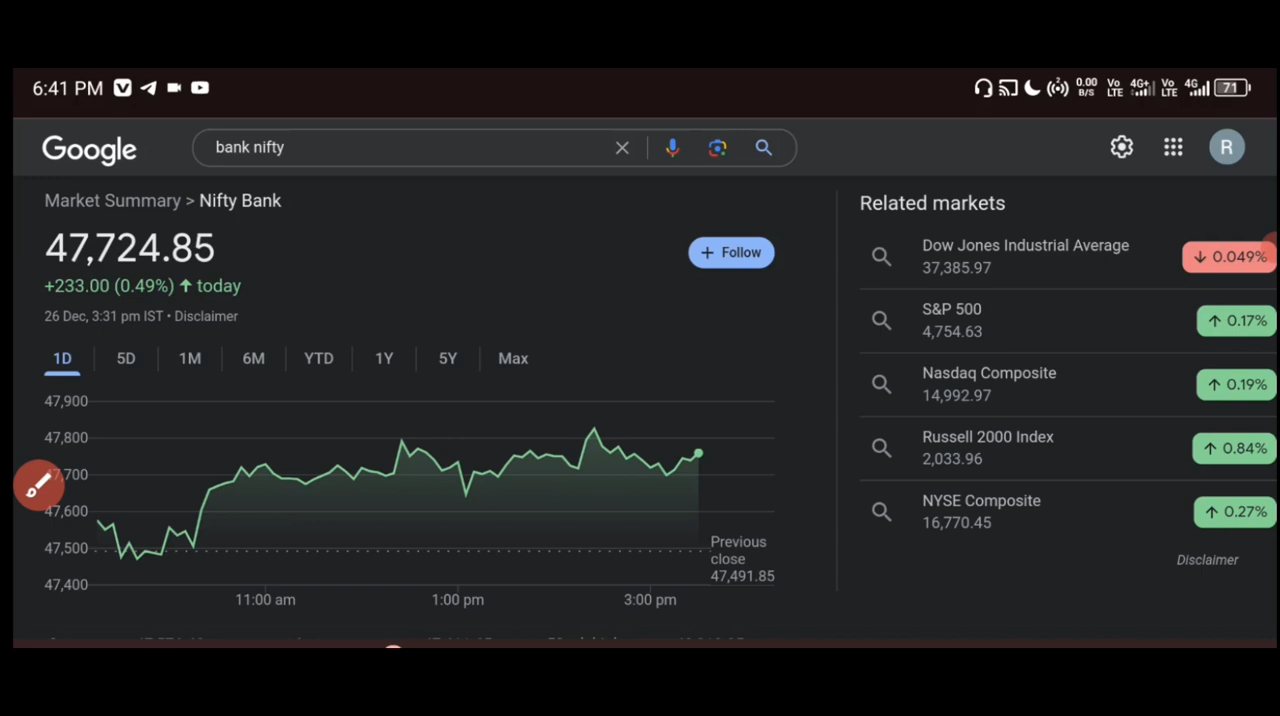 6:41 PM
0.00 B/S Vo LTE 4G+ Vo LTE 4G 71
Google
bank nifty
R
Market Summary > Nifty Bank
47,724.85
+ Follow
+233.00 (0.49%) ↑ today
26 Dec, 3:31 pm IST • Disclaimer
1D 5D 1M 6M YTD 1Y 5Y Max
47,900
47,800
47,700
47,600
47,500
47,400
Previous
close
47,491.85
11:00 am 1:00 pm 3:00 pm
Related markets
Dow Jones Industrial Average
37,385.97
↓ 0.049%
S&P 500
4,754.63
↑ 0.17%
Nasdaq Composite
14,992.97
↑ 0.19%
Russell 2000 Index
2,033.96
↑ 0.84%
NYSE Composite
16,770.45
↑ 0.27%
Disclaimer